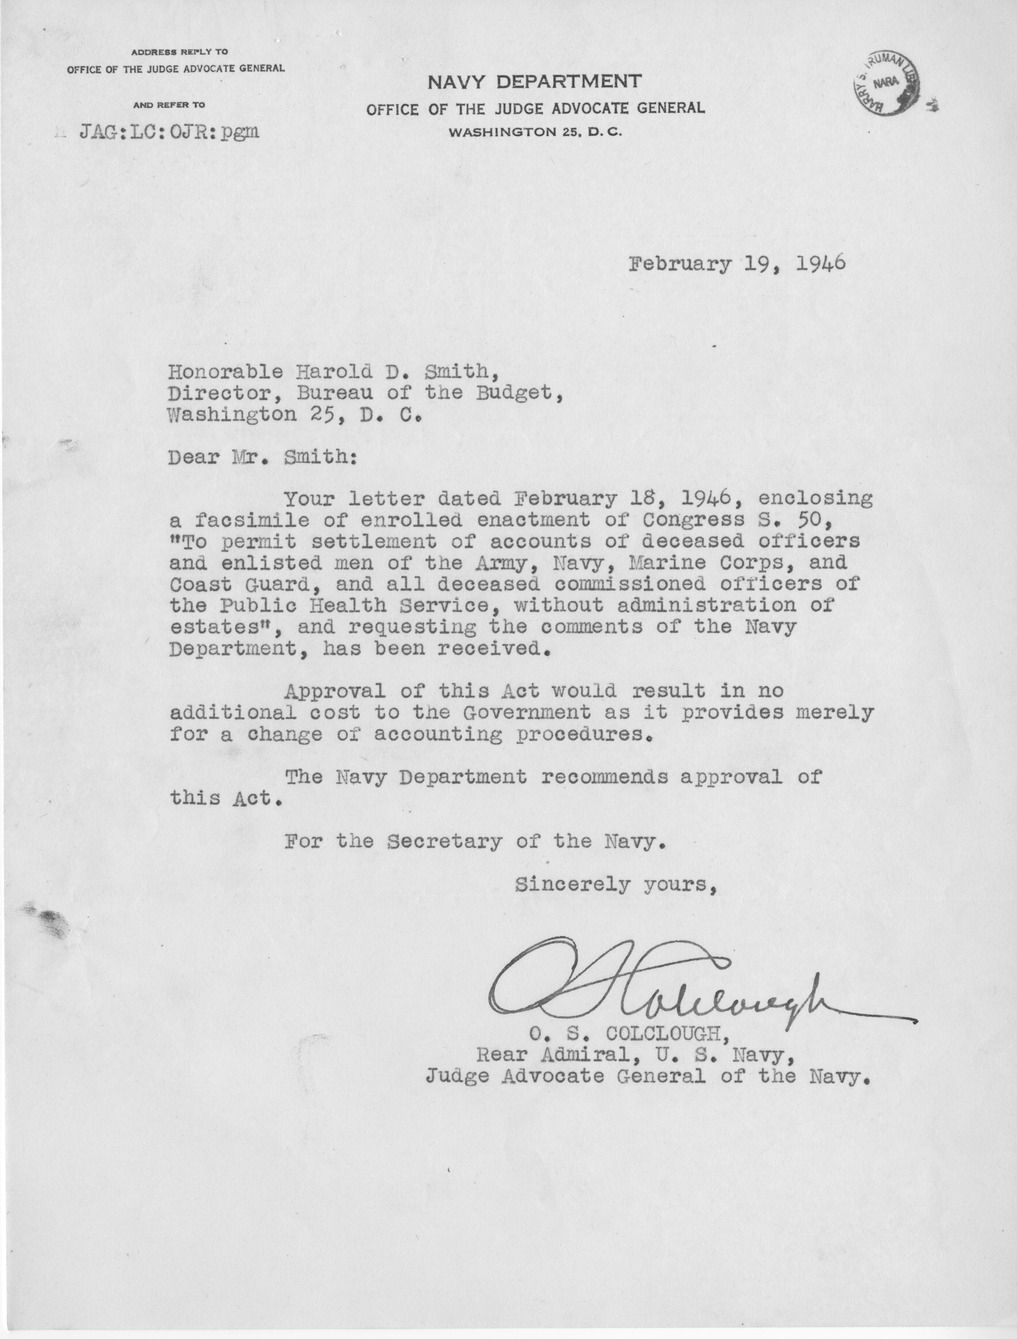 ADDRESS REPLY TO
OFFICE OF THE JUDGE ADVOCATE GENERAL
AND REFER TO
JAG:LC:OJR:pgm
NAVY DEPARTMENT
OFFICE OF THE JUDGE ADVOCATE GENERAL
WASHINGTON 25, D. C.
HARRY S. TRUMAN LIB
NARA
February 19, 1946
Honorable Harold D. Smith,
Director, Bureau of the Budget,
Washington 25, D. C.
Dear Mr. Smith:
Your letter dated February 18, 1946, enclosing
a facsimile of enrolled enactment of Congress S. 50,
"To permit settlement of accounts of deceased officers
and enlisted men of the Army, Navy, Marine Corps, and
Coast Guard, and all deceased commissioned officers of
the Public Health Service, without administration of
estates", and requesting the comments of the Navy
Department, has been received.
Approval of this Act would result in no
additional cost to the Government as it provides merely
for a change of accounting procedures.
The Navy Department recommends approval of
this Act.
For the Secretary of the Navy.
Sincerely yours,
O S Colclough
O. S. COLCLOUGH,
Rear Admiral, U. S. Navy,
Judge Advocate General of the Navy.